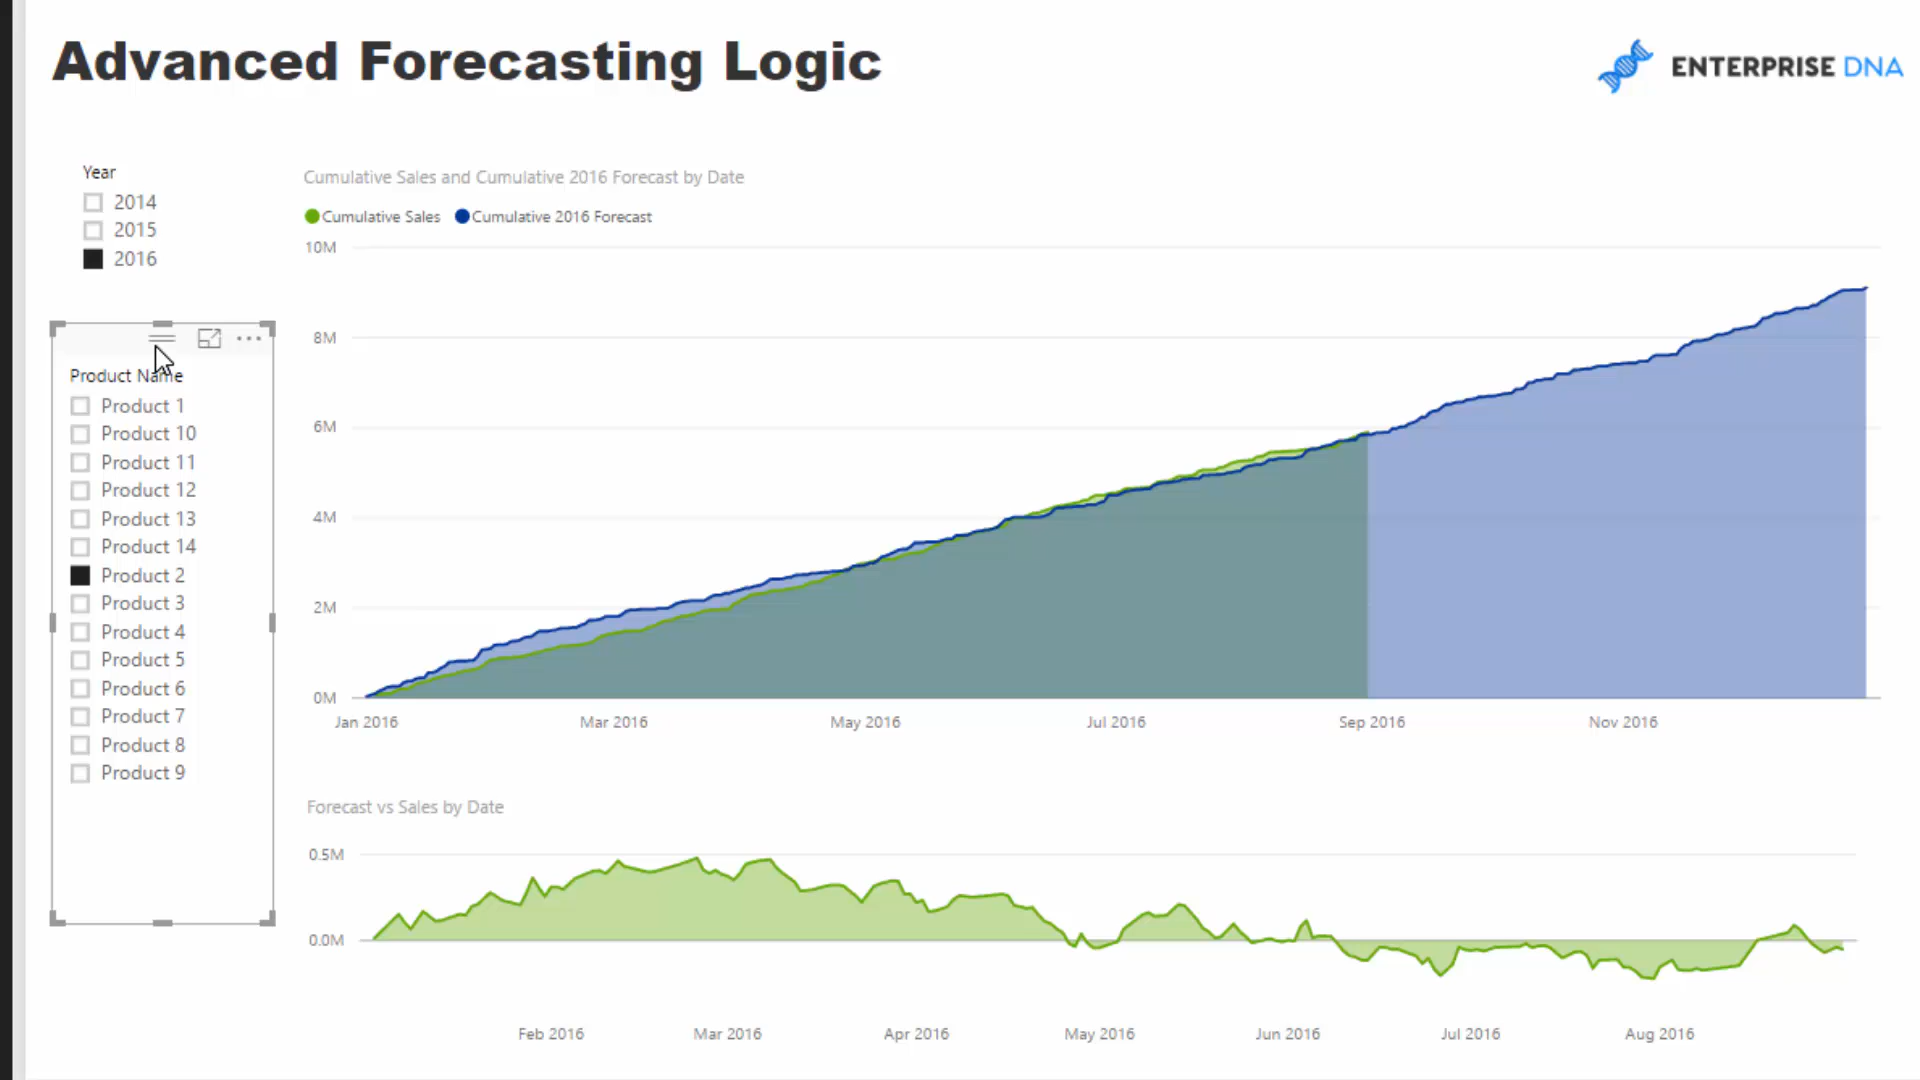 Advanced Forecasting Logic
ENTERPRISE DNA
Year
2014
2015
2016
Product Name
Product 1
Product 10
Product 11
Product 12
Product 13
Product 14
Product 2
Product 3
Product 4
Product 5
Product 6
Product 7
Product 8
Product 9
Cumulative Sales and Cumulative 2016 Forecast by Date
Cumulative Sales Cumulative 2016 Forecast
10M
8M
6M
4M
2M
0M
Jan 2016 Mar 2016 May 2016 Jul 2016 Sep 2016 Nov 2016
Forecast vs Sales by Date
0.5M
0.0M
Feb 2016 Mar 2016 Apr 2016 May 2016 Jun 2016 Jul 2016 Aug 2016